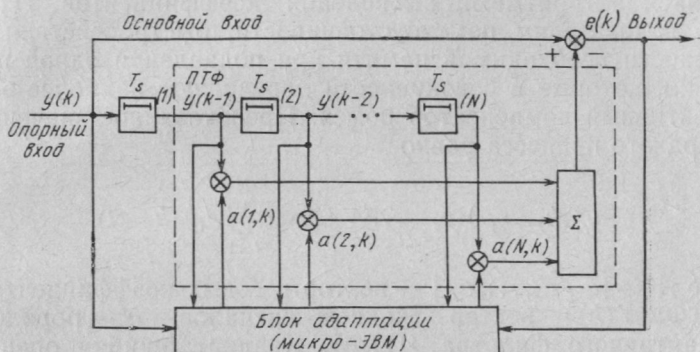 Основной вход
e(k) Выход
+ −
ПТФ
T_s (1) T_s (2) T_s (N)
y(k) y(k-1) y(k-2) ...
Опорный
вход
a(1,k)
a(2,k)
a(N,k)
Σ
Блок адаптации
(микро-ЭВМ)